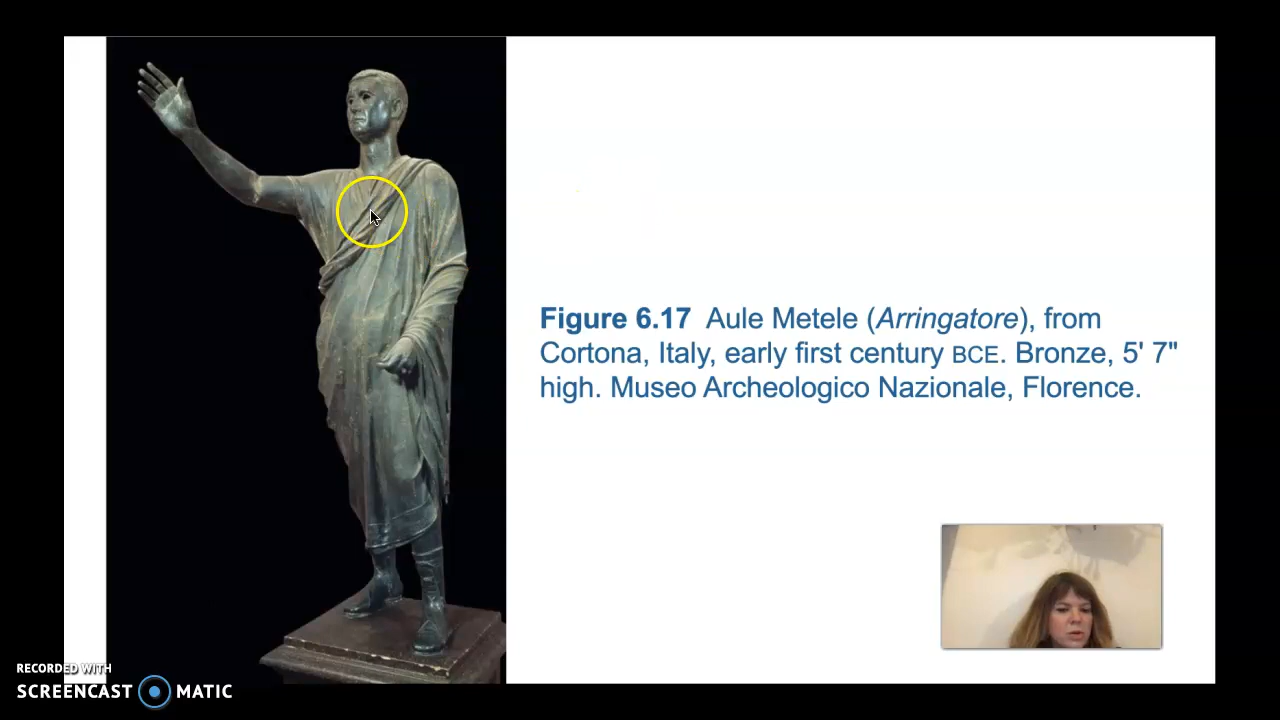 Figure 6.17 Aule Metele (Arringatore), from
Cortona, Italy, early first century BCE. Bronze, 5' 7"
high. Museo Archeologico Nazionale, Florence.
RECORDED WITH
SCREENCAST MATIC